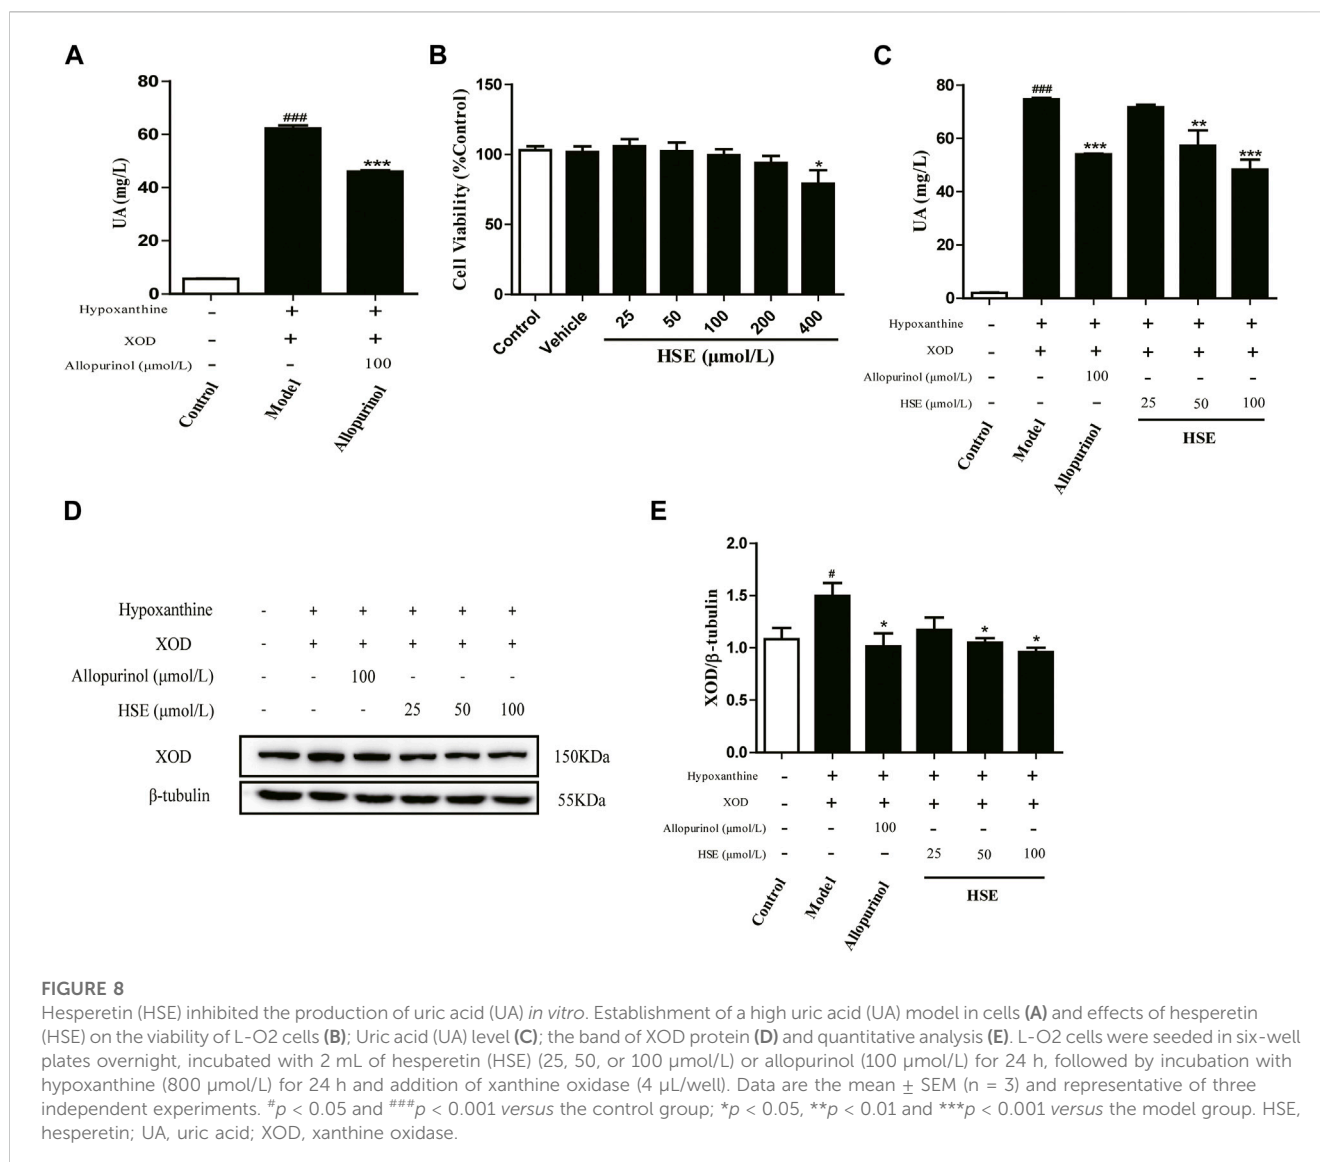 A
80
60
40
20
0
UA (mg/L)
###
***
Hypoxanthine - + +
XOD - + +
Allopurinol (μmol/L) - - 100
Control Model Allopurinol
B
150
100
50
0
Cell Viability (%Control)
*
Control Vehicle 25 50 100 200 400
HSE (μmol/L)
C
80
60
40
20
0
UA (mg/L)
###
***
**
***
Hypoxanthine - + + + + +
XOD - + + + + +
Allopurinol (μmol/L) - - 100 - - -
HSE (μmol/L) - - - 25 50 100
Control Model Allopurinol HSE
D
Hypoxanthine - + + + + +
XOD - + + + + +
Allopurinol (μmol/L) - - 100 - - -
HSE (μmol/L) - - - 25 50 100
XOD 150KDa
β-tubulin 55KDa
E
2.0
1.5
1.0
0.5
0.0
XOD/β-tubulin
#
*
*
*
Hypoxanthine - + + + + +
XOD - + + + + +
Allopurinol (μmol/L) - - 100 - - -
HSE (μmol/L) - - - 25 50 100
Control Model Allopurinol HSE
FIGURE 8
Hesperetin (HSE) inhibited the production of uric acid (UA) in vitro. Establishment of a high uric acid (UA) model in cells (A) and effects of hesperetin
(HSE) on the viability of L-O2 cells (B); Uric acid (UA) level (C); the band of XOD protein (D) and quantitative analysis (E). L-O2 cells were seeded in six-well
plates overnight, incubated with 2 mL of hesperetin (HSE) (25, 50, or 100 μmol/L) or allopurinol (100 μmol/L) for 24 h, followed by incubation with
hypoxanthine (800 μmol/L) for 24 h and addition of xanthine oxidase (4 μL/well). Data are the mean ± SEM (n = 3) and representative of three
independent experiments. #p < 0.05 and ###p < 0.001 versus the control group; *p < 0.05, **p < 0.01 and ***p < 0.001 versus the model group. HSE,
hesperetin; UA, uric acid; XOD, xanthine oxidase.